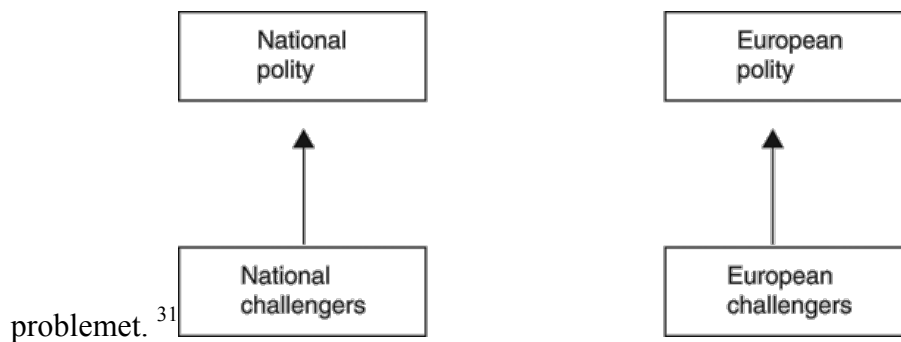 National
polity
European
polity
National
challengers
European
challengers
problemet. 31